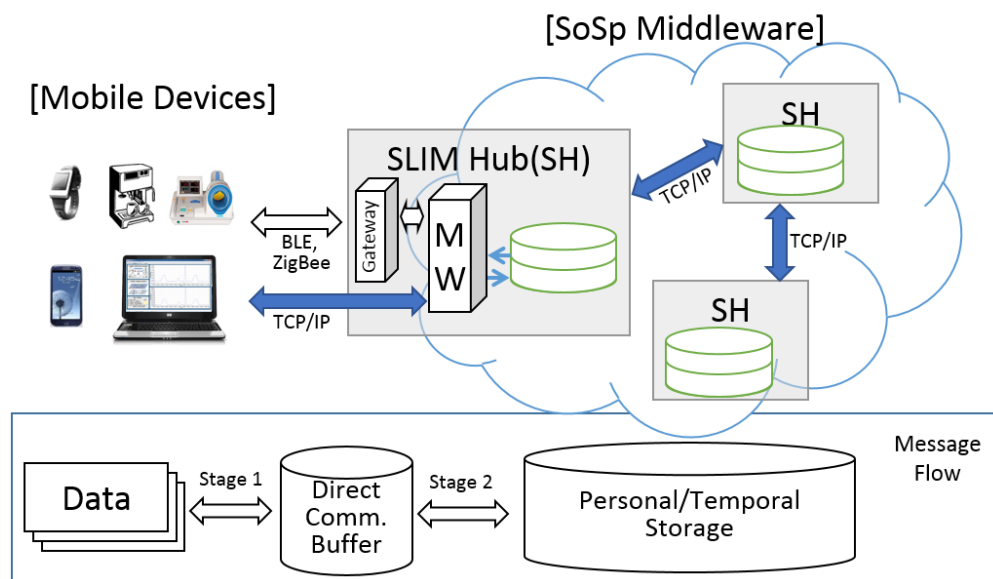 [SoSp Middleware]
[Mobile Devices]
SLIM Hub(SH)
SH
Gateway
M
W
BLE,
ZigBee
TCP/IP
TCP/IP
TCP/IP
SH
Message
Flow
Data
Stage 1
Direct
Comm.
Buffer
Stage 2
Personal/Temporal
Storage